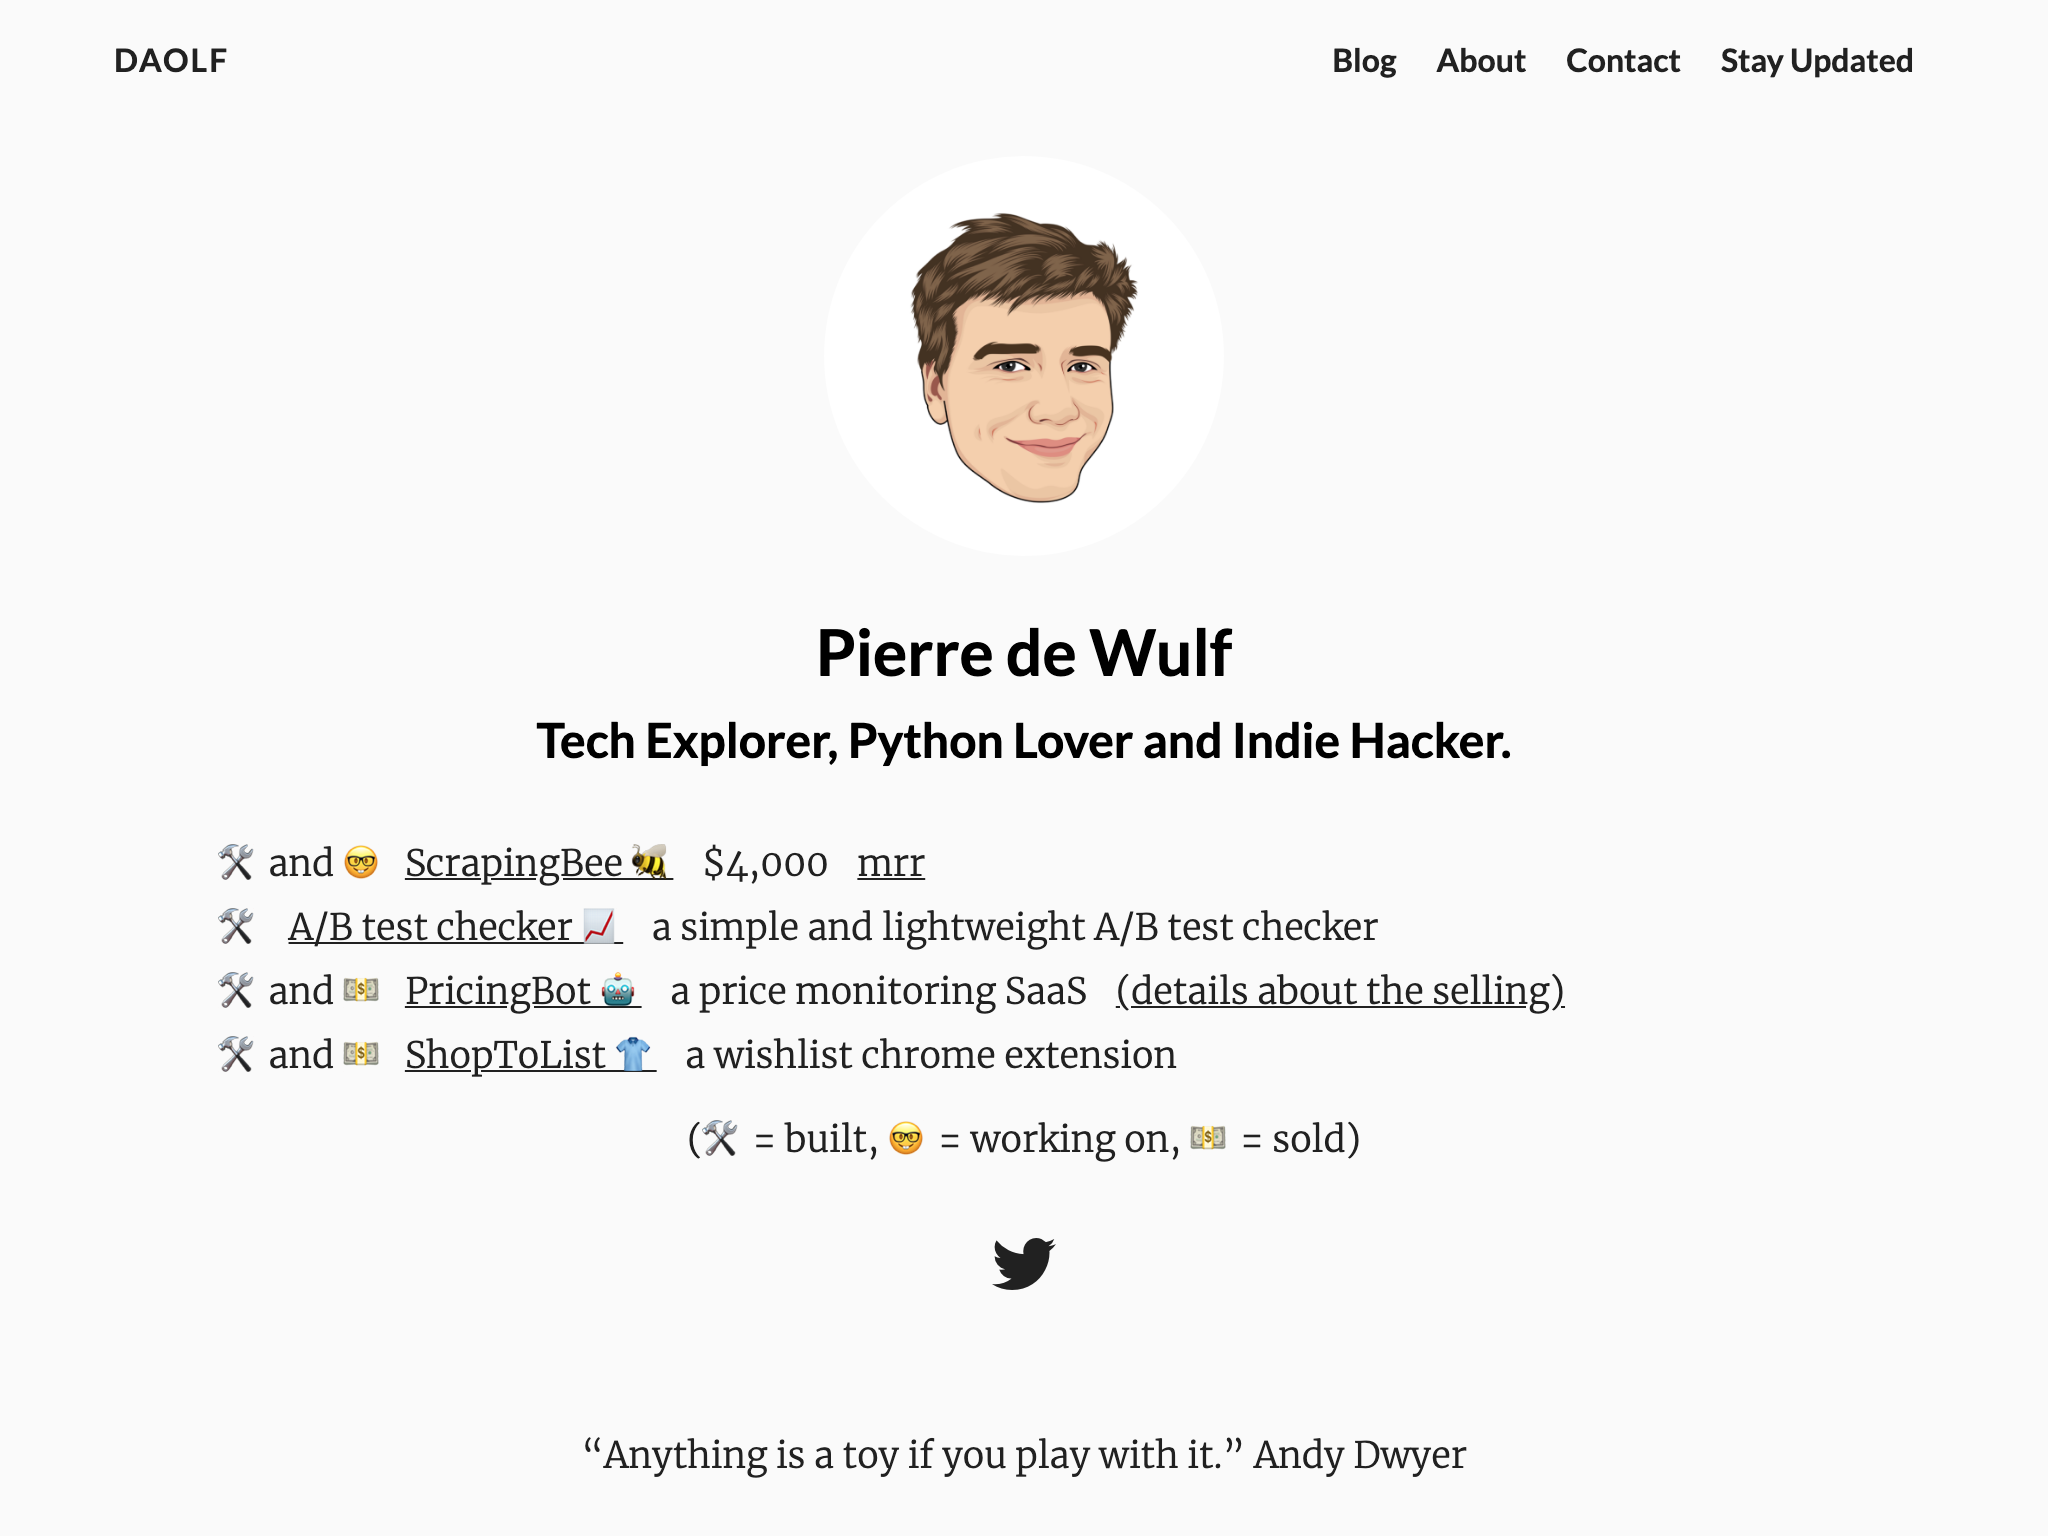 DAOLF
Blog About Contact Stay Updated
Pierre de Wulf
Tech Explorer, Python Lover and Indie Hacker.
🛠 and 🤓 ScrapingBee 🐝 $4,000 mrr
🛠 A/B test checker 📈 a simple and lightweight A/B test checker
🛠 and 💵 PricingBot 🤖 a price monitoring SaaS (details about the selling)
🛠 and 💵 ShopToList 👕 a wishlist chrome extension
(🛠 = built, 🤓 = working on, 💵 = sold)
“Anything is a toy if you play with it.” Andy Dwyer